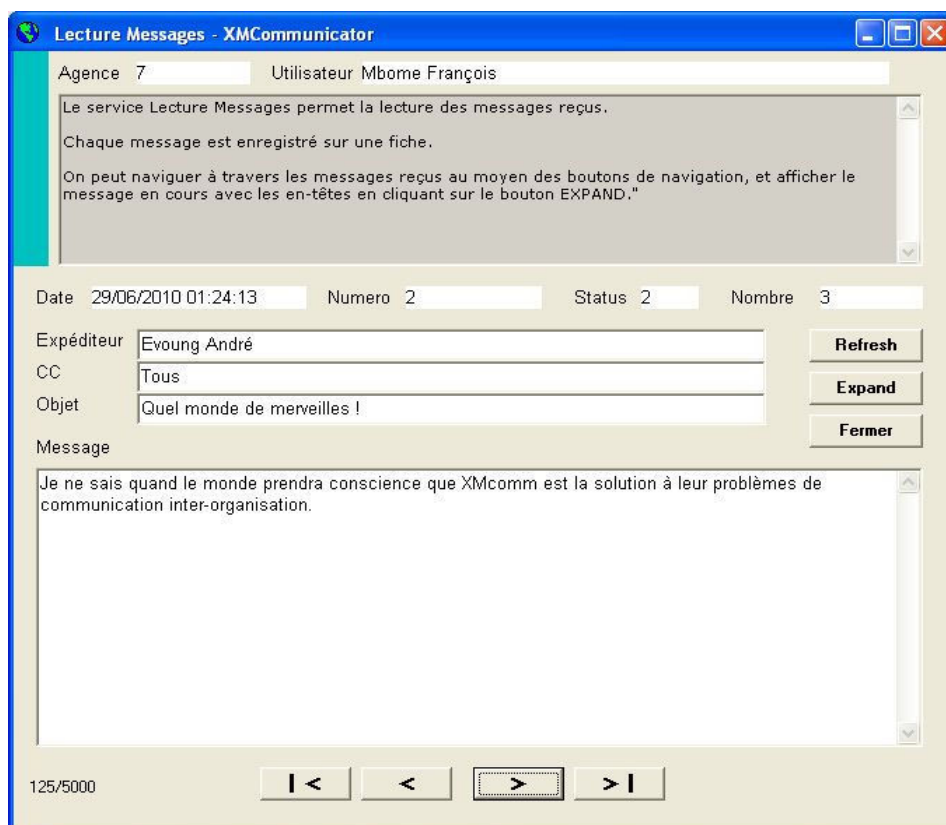 Lecture Messages - XMCommunicator
Agence 7 Utilisateur Mbome François
Le service Lecture Messages permet la lecture des messages reçus.
Chaque message est enregistré sur une fiche.
On peut naviguer à travers les messages reçus au moyen des boutons de navigation, et afficher le
message en cours avec les en-têtes en cliquant sur le bouton EXPAND."
Date 29/06/2010 01:24:13 Numero 2 Status 2 Nombre 3
Expéditeur Evoung André Refresh
CC Tous Expand
Objet Quel monde de merveilles !
Fermer
Message
Je ne sais quand le monde prendra conscience que XMcomm est la solution à leur problèmes de
communication inter-organisation.
125/5000 |< < > >|